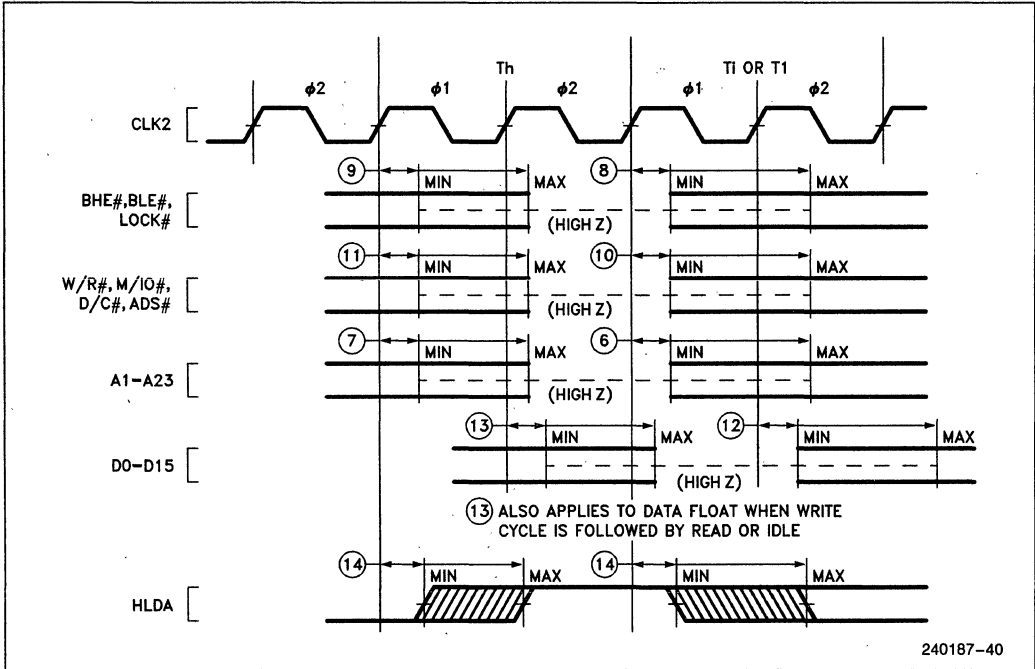 Th Ti OR T1
ϕ2 ϕ1 ϕ2 ϕ1 ϕ2
CLK2
9 8
MIN MAX MIN MAX
BHE#,BLE#,
LOCK#
(HIGH Z)
11 10
MIN MAX MIN MAX
W/R#,M/IO#,
D/C#,ADS#
(HIGH Z)
7 6
MIN MAX MIN MAX
A1-A23
(HIGH Z)
13 12
MIN MAX MIN MAX
D0-D15
(HIGH Z)
13 ALSO APPLIES TO DATA FLOAT WHEN WRITE
CYCLE IS FOLLOWED BY READ OR IDLE
14 14
MIN MAX MIN MAX
HLDA
240187-40